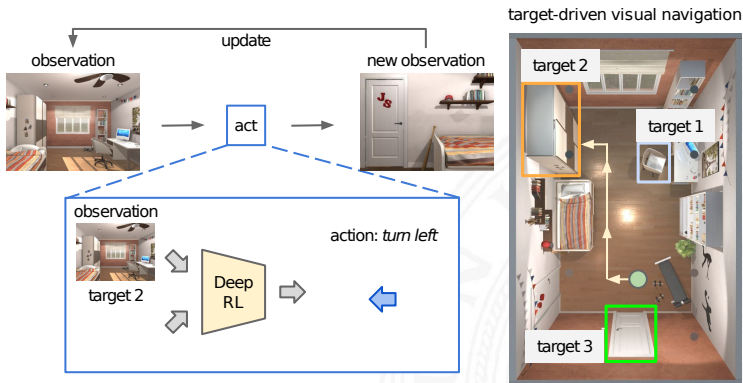 target-driven visual navigation
update
observation
new observation
JS
act
observation
target 2
Deep
RL
action: turn left
target 2
target 1
target 3